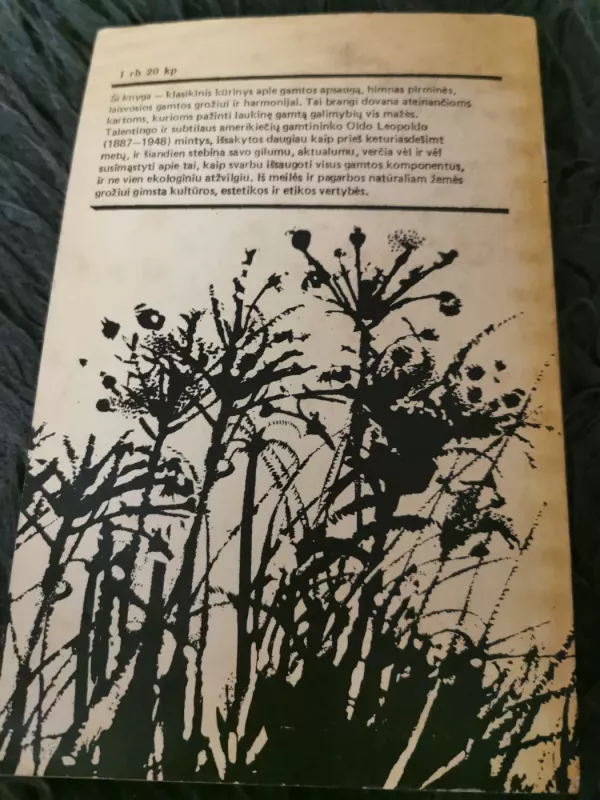 1 rb 20 kp
Ši knyga — klasikinis kūrinys apie gamtos apsaugą, himnas pirminės,
laisvosios gamtos grožiui ir harmonijai. Tai brangi dovana ateinančioms
kartoms, kurioms pažinti laukinę gamtą galimybių vis mažės.
Talentingo ir subtilaus amerikiečių gamtininko Oldo Leopoldo
(1887—1948) mintys, išsakytos daugiau kaip prieš keturiasdešimt
metų, ir šiandien stebina savo gilumu, aktualumu, verčia vėl ir vėl
susimąstyti apie tai, kaip svarbu išsaugoti visus gamtos komponentus,
ir ne vien ekologiniu atžvilgiu. Iš meilės ir pagarbos natūraliam žemės
grožiui gimsta kultūros, estetikos ir etikos vertybės.